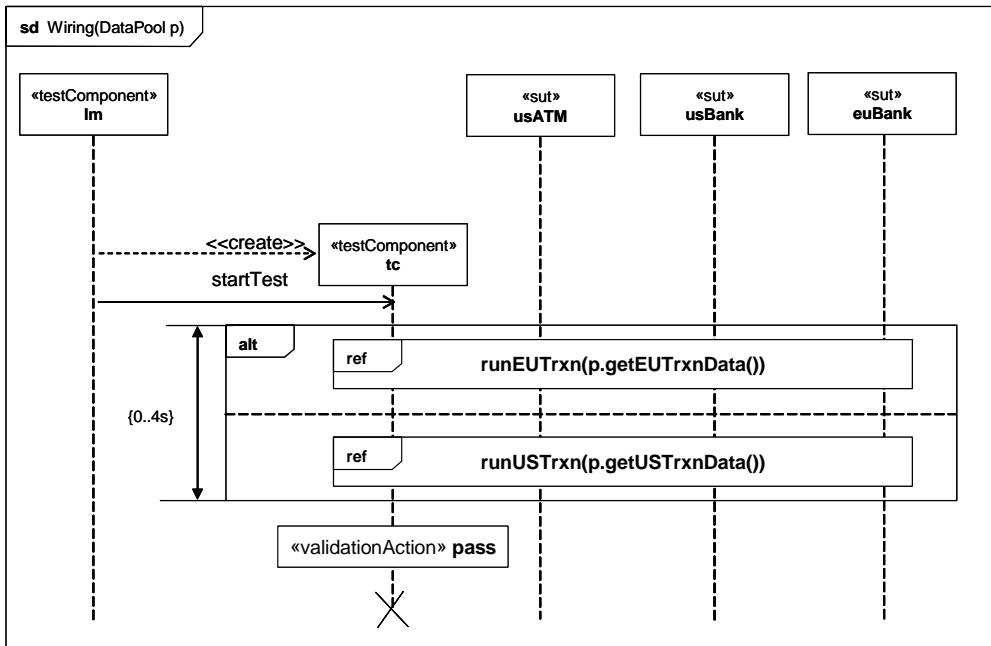 sd Wiring(DataPool p)
«testComponent»
lm
«sut»
usATM
«sut»
usBank
«sut»
euBank
<<create>>
«testComponent»
tc
startTest
alt
ref
runEUTrxn(p.getEUTrxnData())
{0..4s}
ref
runUSTrxn(p.getUSTrxnData())
«validationAction» pass